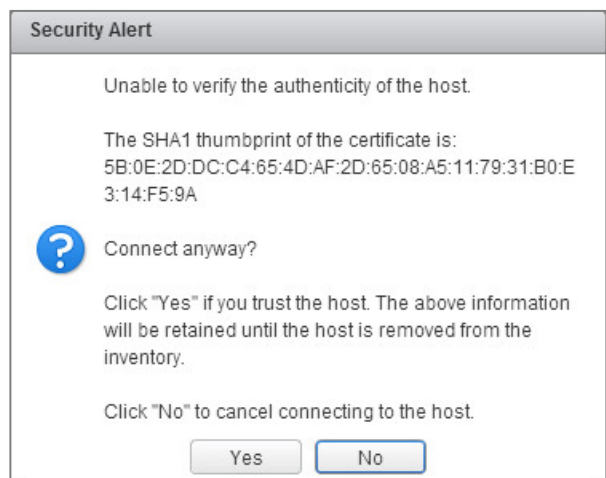 Security Alert
Unable to verify the authenticity of the host.
The SHA1 thumbprint of the certificate is:
5B:0E:2D:DC:C4:65:4D:AF:2D:65:08:A5:11:79:31:B0:E
3:14:F5:9A
Connect anyway?
Click "Yes" if you trust the host. The above information
will be retained until the host is removed from the
inventory.
Click "No" to cancel connecting to the host.
Yes No